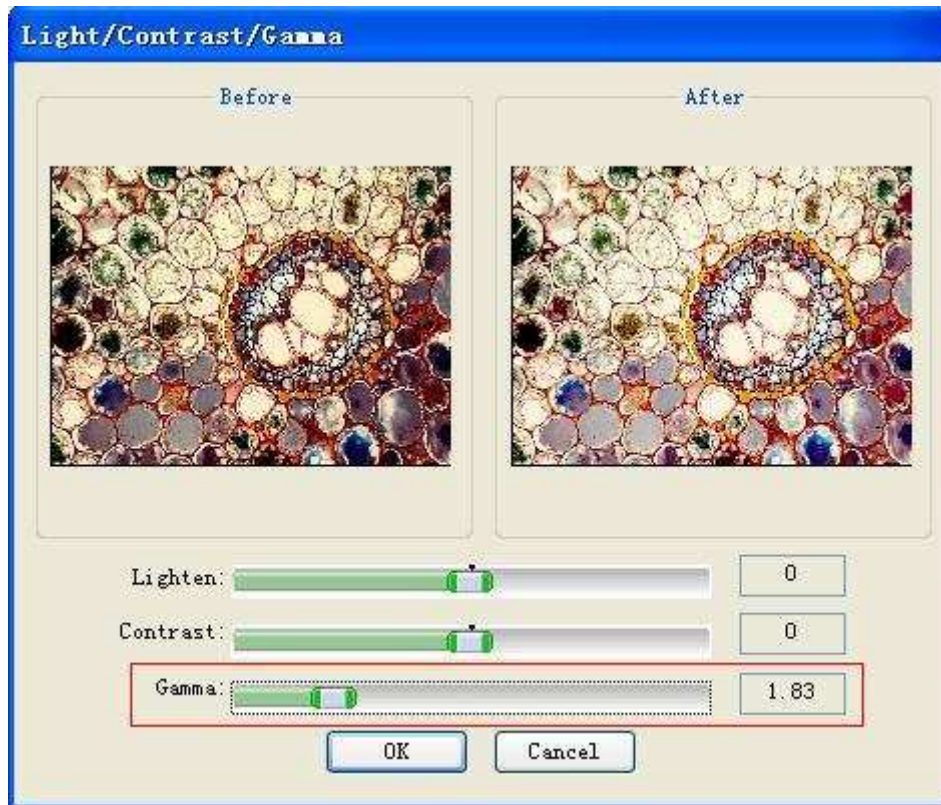 Light/Contrast/Gamma
Before
After
Lighten: 0
Contrast: 0
Gamma: 1.83
OK
Cancel